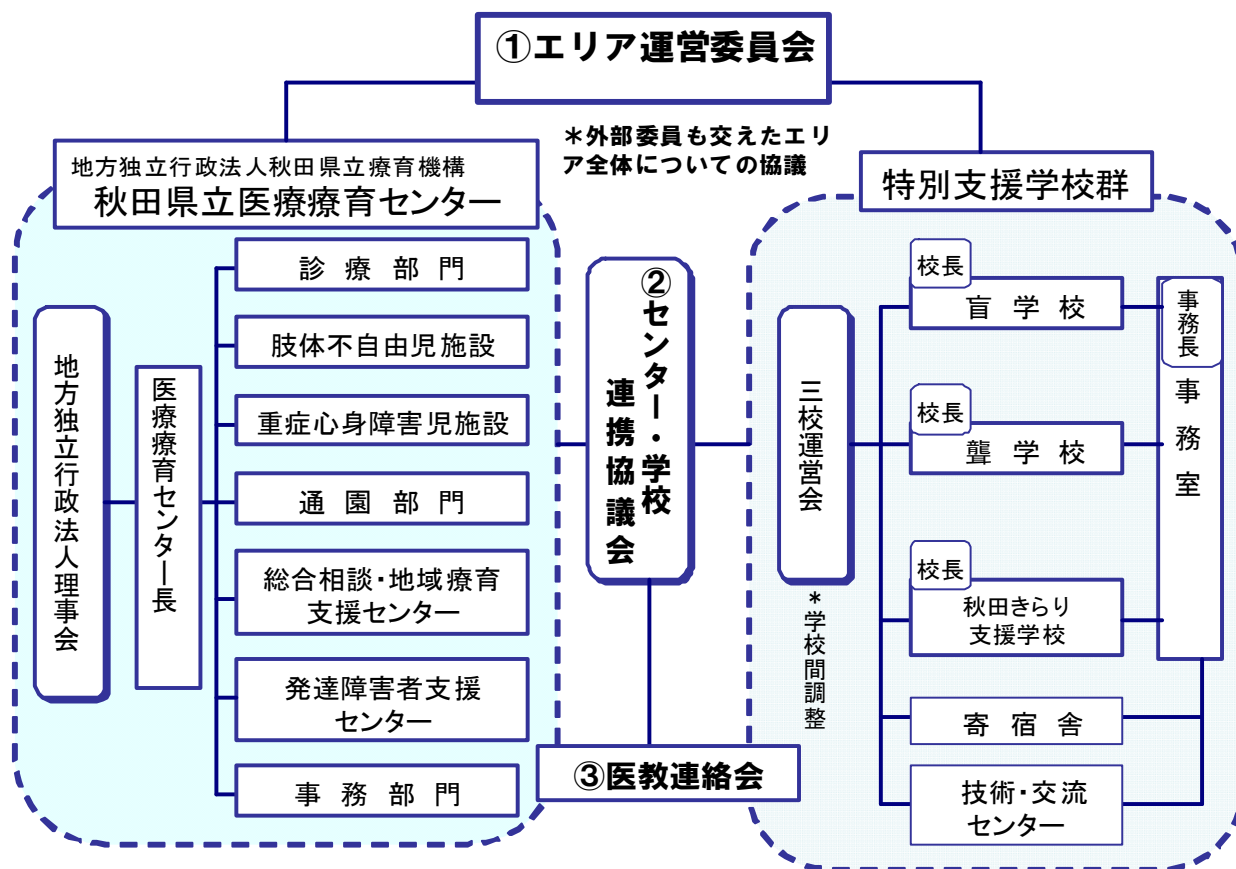 ①エリア運営委員会
*外部委員も交えたエリ
ア全体についての協議
地方独立行政法人秋田県立療育機構
秋田県立医療療育センター
地方独立行政法人理事会
医療療育センター長
診療部門
肢体不自由児施設
重症心身障害児施設
通園部門
総合相談・地域療育
支援センター
発達障害者支援
センター
事務部門
②センター・学校
連携協議会
③医教連絡会
特別支援学校群
三校運営会
*学校間調整
校長
盲学校
校長
聾学校
校長
秋田きらり
支援学校
寄宿舎
技術・交流
センター
事務長
事務室